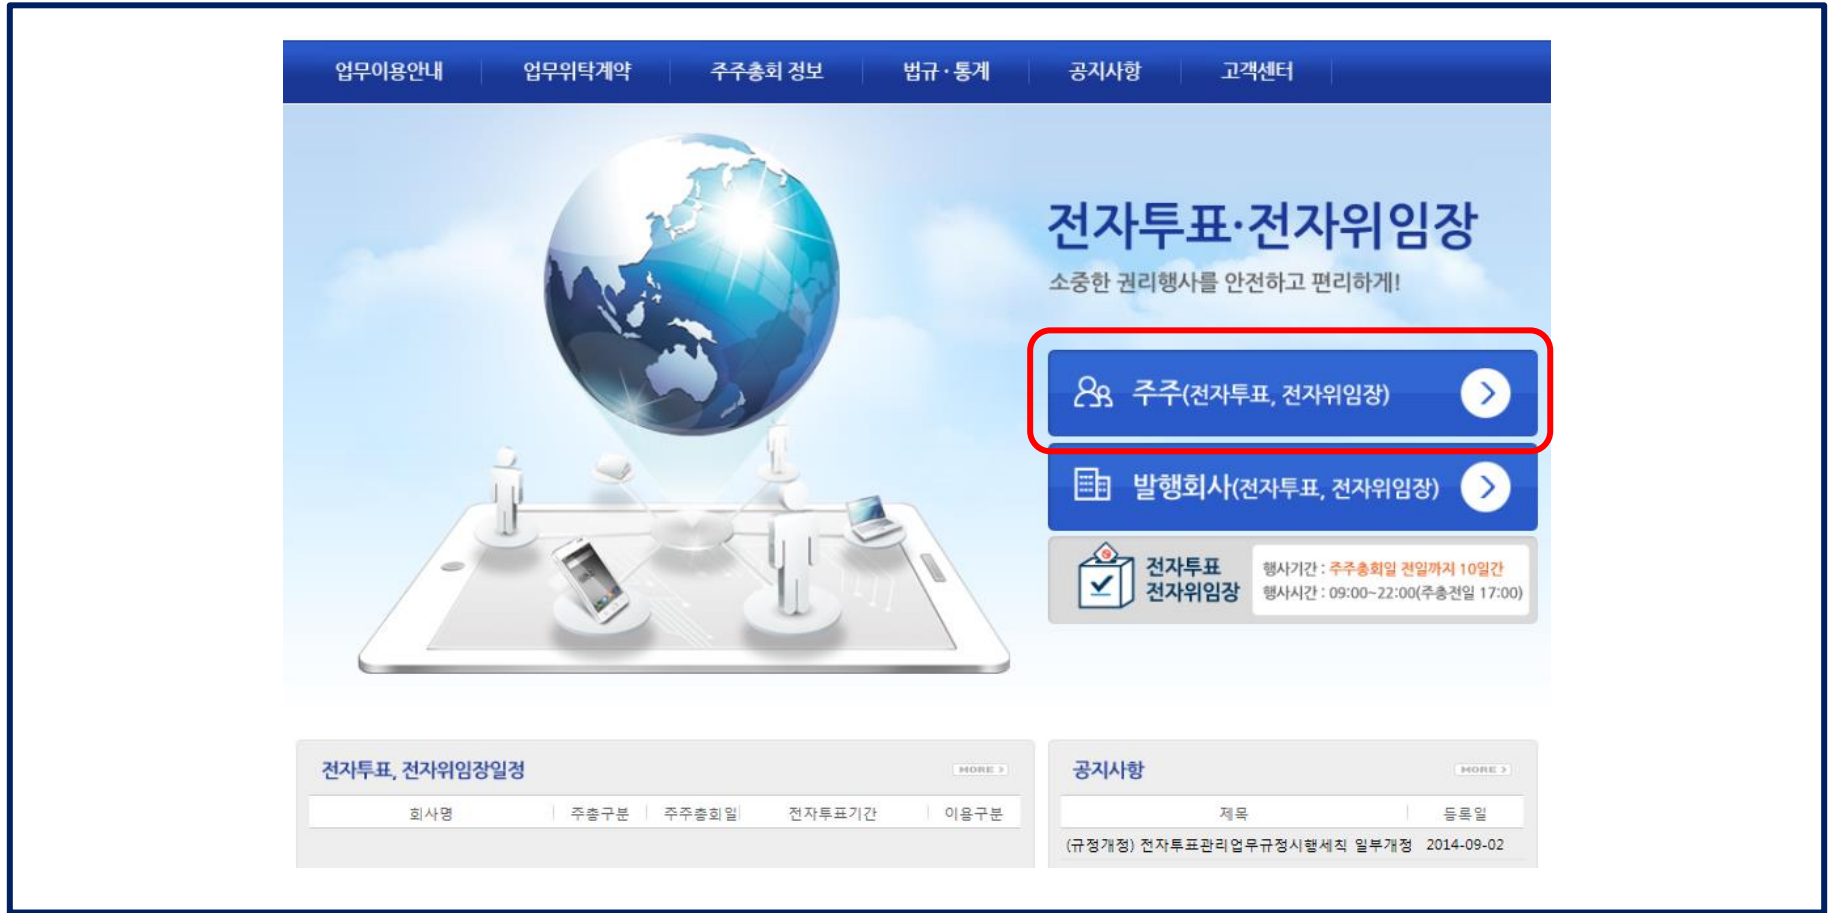 업무이용안내 업무위탁계약 주주총회 정보 법규·통계 공지사항 고객센터
전자투표·전자위임장
소중한 권리행사를 안전하고 편리하게!
주주(전자투표, 전자위임장)
발행회사(전자투표, 전자위임장)
전자투표
전자위임장
행사기간 : 주주총회일 전일까지 10일간
행사시간 : 09:00~22:00(주총전일 17:00)
전자투표, 전자위임장일정 MORE >
회사명 주총구분 주주총회일 전자투표기간 이용구분
공지사항 MORE >
제목 등록일
(규정개정) 전자투표관리업무규정시행세칙 일부개정 2014-09-02